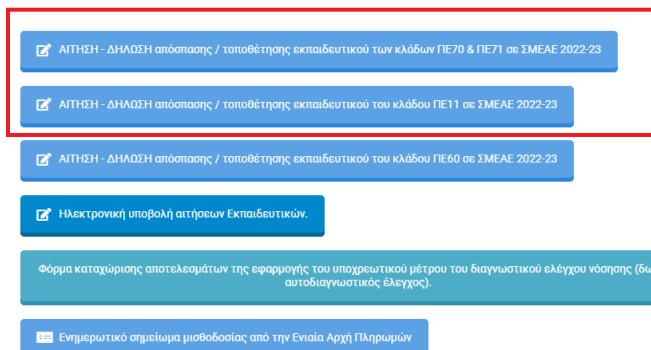 ΑΙΤΗΣΗ - ΔΗΛΩΣΗ απόσπασης / τοποθέτησης εκπαιδευτικού των κλάδων ΠΕ70 & ΠΕ71 σε ΣΜΕΑΕ 2022-23
ΑΙΤΗΣΗ - ΔΗΛΩΣΗ απόσπασης / τοποθέτησης εκπαιδευτικού του κλάδου ΠΕ11 σε ΣΜΕΑΕ 2022-23
ΑΙΤΗΣΗ - ΔΗΛΩΣΗ απόσπασης / τοποθέτησης εκπαιδευτικού του κλάδου ΠΕ60 σε ΣΜΕΑΕ 2022-23
Ηλεκτρονική υποβολή αιτήσεων Εκπαιδευτικών.
Φόρμα καταχώρισης αποτελεσμάτων της εφαρμογής του υποχρεωτικού μέτρου του διαγνωστικού ελέγχου νόσησης
αυτοδιαγνωστικός έλεγχος).
Ενημερωτικό σημείωμα μισθοδοσίας από την Ενιαία Αρχή Πληρωμών